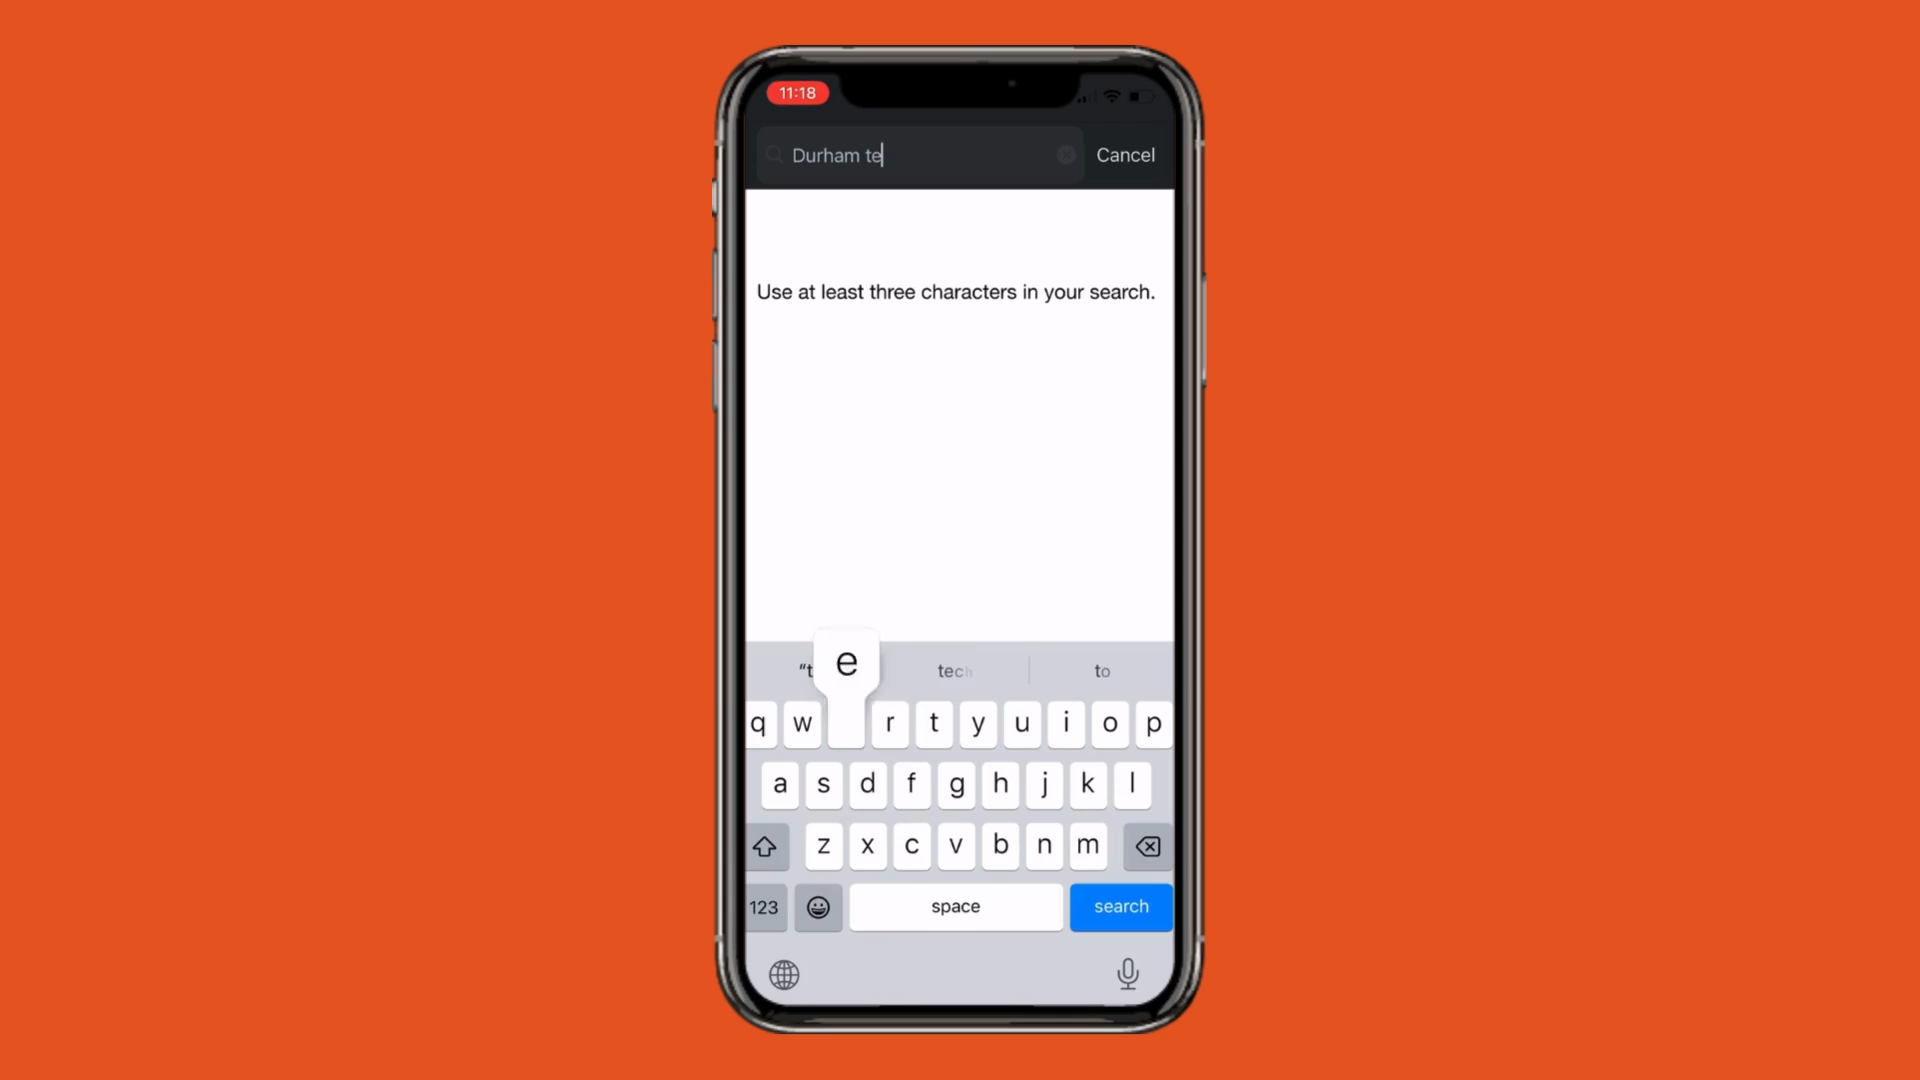 11:18
Durham te
Cancel
Use at least three characters in your search.
e
tech
to
q w r t y u i o p
a s d f g h j k l
z x c v b n m
123
space
search